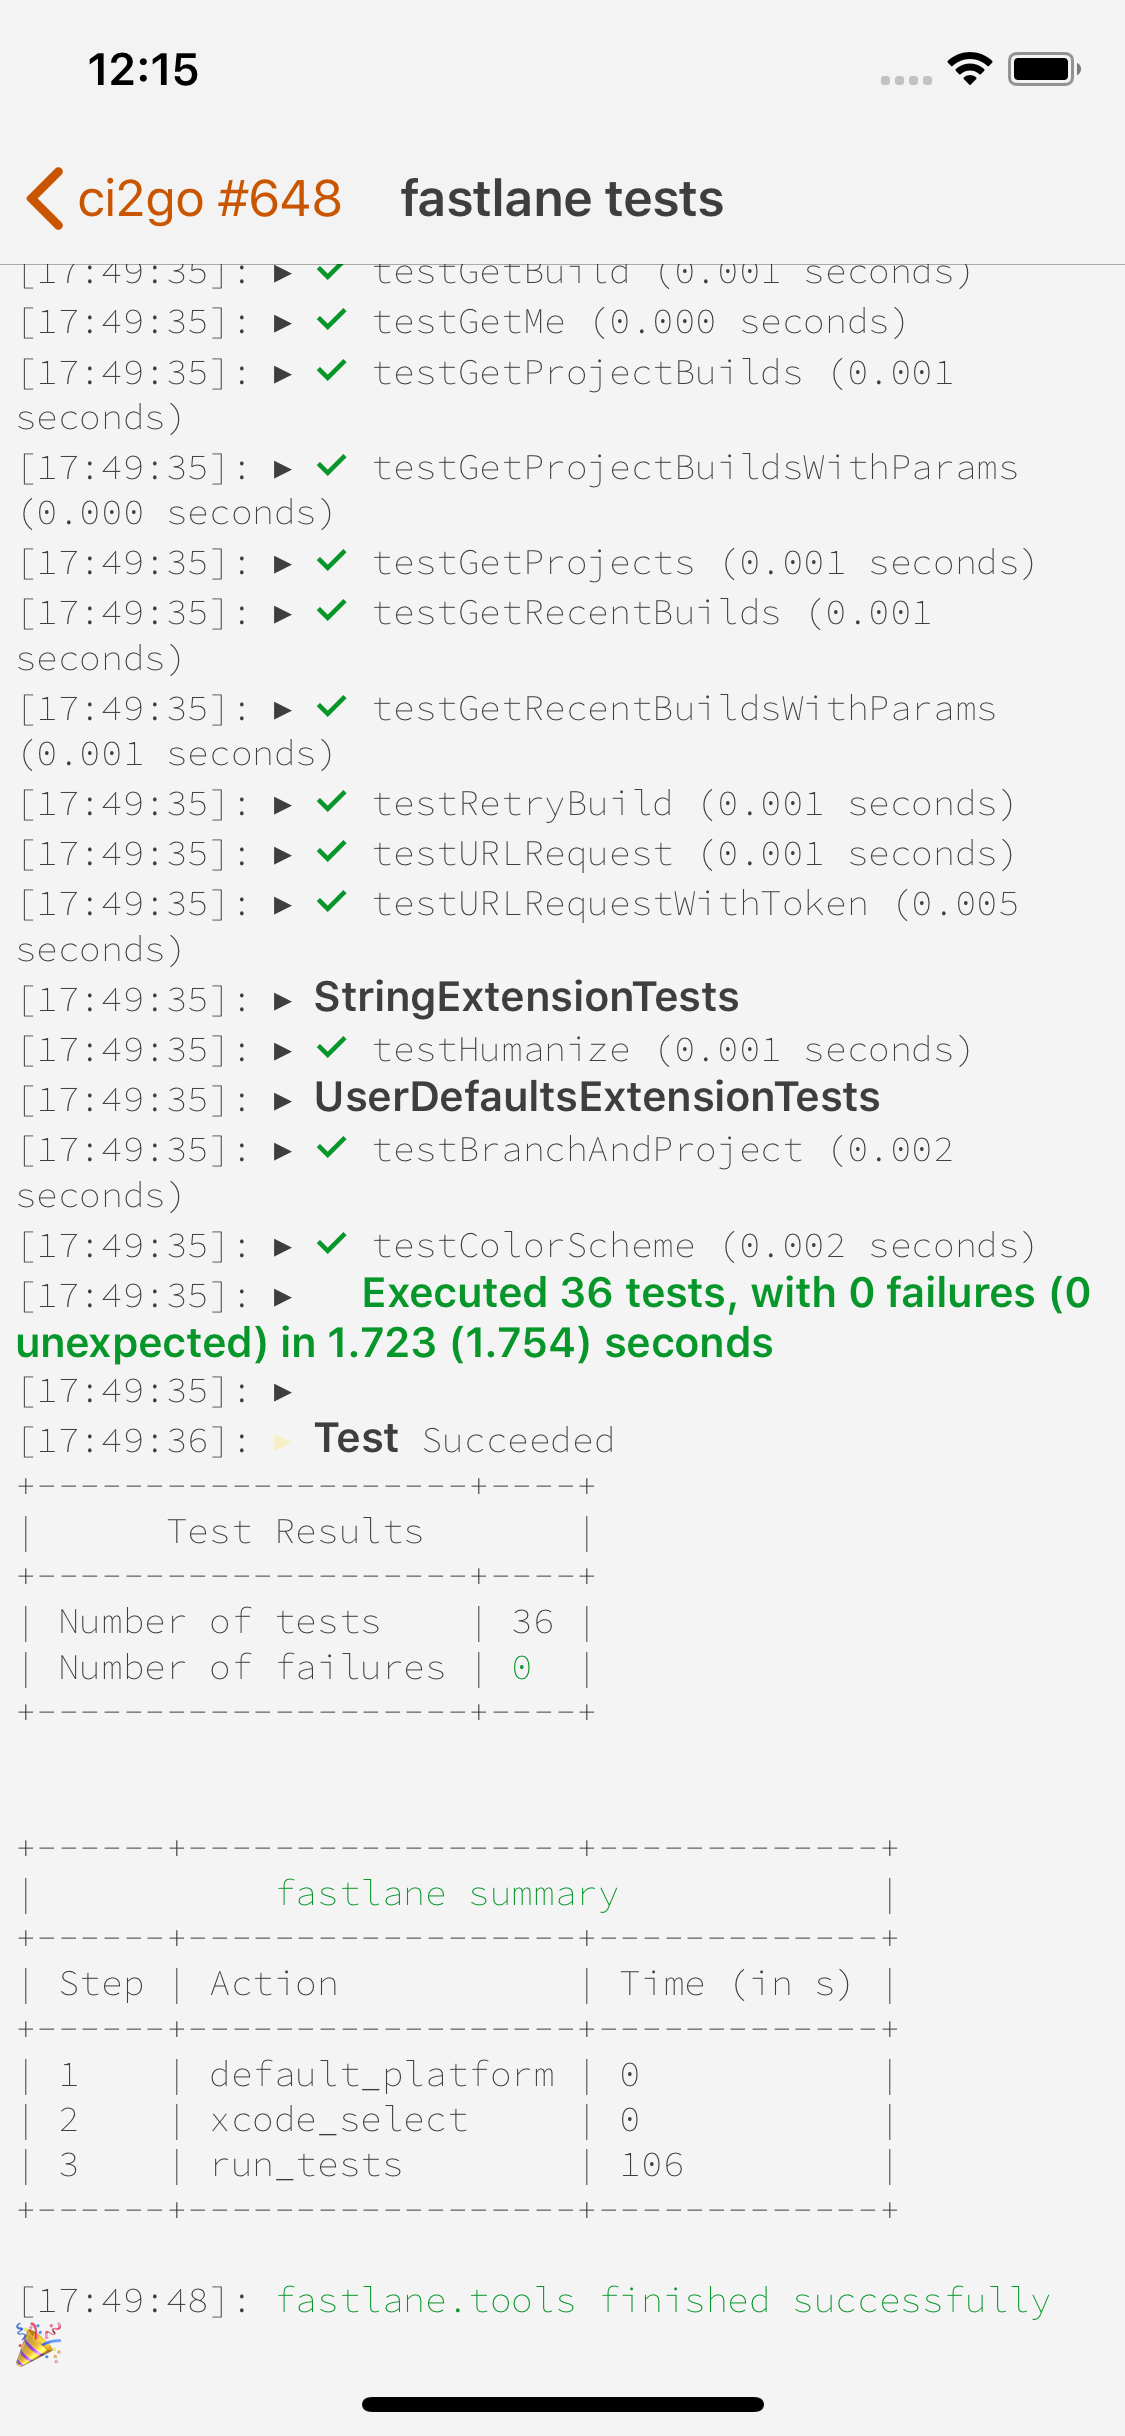 12:15
ci2go #648 fastlane tests
[17:49:35]: ▸ ✓ testGetBuild (0.001 seconds)
[17:49:35]: ▸ ✓ testGetMe (0.000 seconds)
[17:49:35]: ▸ ✓ testGetProjectBuilds (0.001
seconds)
[17:49:35]: ▸ ✓ testGetProjectBuildsWithParams
(0.000 seconds)
[17:49:35]: ▸ ✓ testGetProjects (0.001 seconds)
[17:49:35]: ▸ ✓ testGetRecentBuilds (0.001
seconds)
[17:49:35]: ▸ ✓ testGetRecentBuildsWithParams
(0.001 seconds)
[17:49:35]: ▸ ✓ testRetryBuild (0.001 seconds)
[17:49:35]: ▸ ✓ testURLRequest (0.001 seconds)
[17:49:35]: ▸ ✓ testURLRequestWithToken (0.005
seconds)
[17:49:35]: ▸ StringExtensionTests
[17:49:35]: ▸ ✓ testHumanize (0.001 seconds)
[17:49:35]: ▸ UserDefaultsExtensionTests
[17:49:35]: ▸ ✓ testBranchAndProject (0.002
seconds)
[17:49:35]: ▸ ✓ testColorScheme (0.002 seconds)
[17:49:35]: ▸ Executed 36 tests, with 0 failures (0
unexpected) in 1.723 (1.754) seconds
[17:49:35]: ▸
[17:49:36]: ▸ Test Succeeded
+--------------------+----+
|      Test Results       |
+--------------------+----+
| Number of tests    | 36 |
| Number of failures | 0  |
+--------------------+----+
+------+------------------+-------------+
|           fastlane summary            |
+------+------------------+-------------+
| Step | Action           | Time (in s) |
+------+------------------+-------------+
| 1    | default_platform | 0           |
| 2    | xcode_select     | 0           |
| 3    | run_tests        | 106         |
+------+------------------+-------------+
[17:49:48]: fastlane.tools finished successfully
🎉